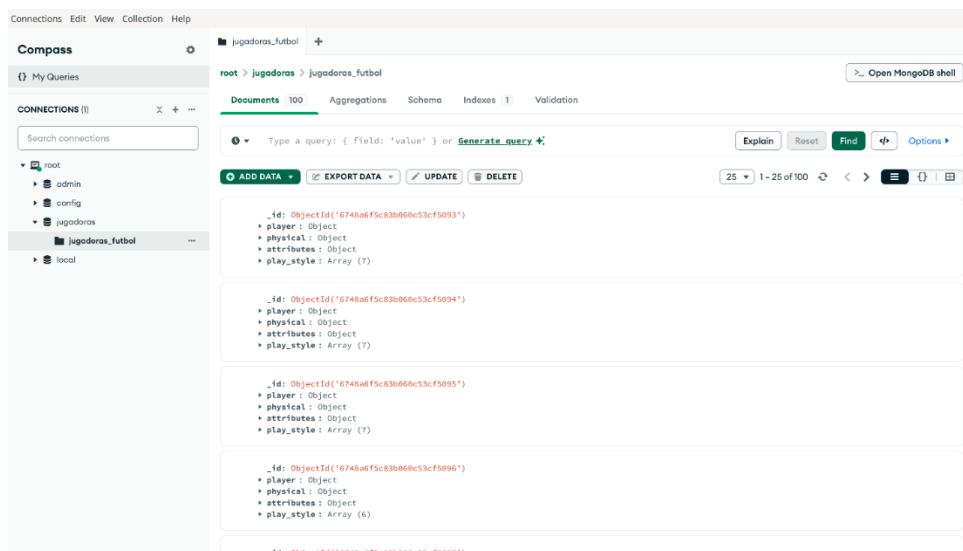 Connections Edit View Collection Help
Compass
{} My Queries
CONNECTIONS (1)
Search connections
root
admin
config
jugadoras
jugadoras_futbol
local
jugadoras_futbol
root > jugadoras > jugadoras_futbol
Open MongoDB shell
Documents 100 Aggregations Schema Indexes 1 Validation
Type a query: { field: 'value' } or Generate query
Explain Reset Find </> Options
ADD DATA EXPORT DATA UPDATE DELETE
25 1 – 25 of 100
_id: ObjectId('6748a6f5c83b060c53cf5093')
player : Object
physical : Object
attributes : Object
play_style : Array (7)
_id: ObjectId('6748a6f5c83b060c53cf5094')
player : Object
physical : Object
attributes : Object
play_style : Array (7)
_id: ObjectId('6748a6f5c83b060c53cf5095')
player : Object
physical : Object
attributes : Object
play_style : Array (7)
_id: ObjectId('6748a6f5c83b060c53cf5096')
player : Object
physical : Object
attributes : Object
play_style : Array (6)